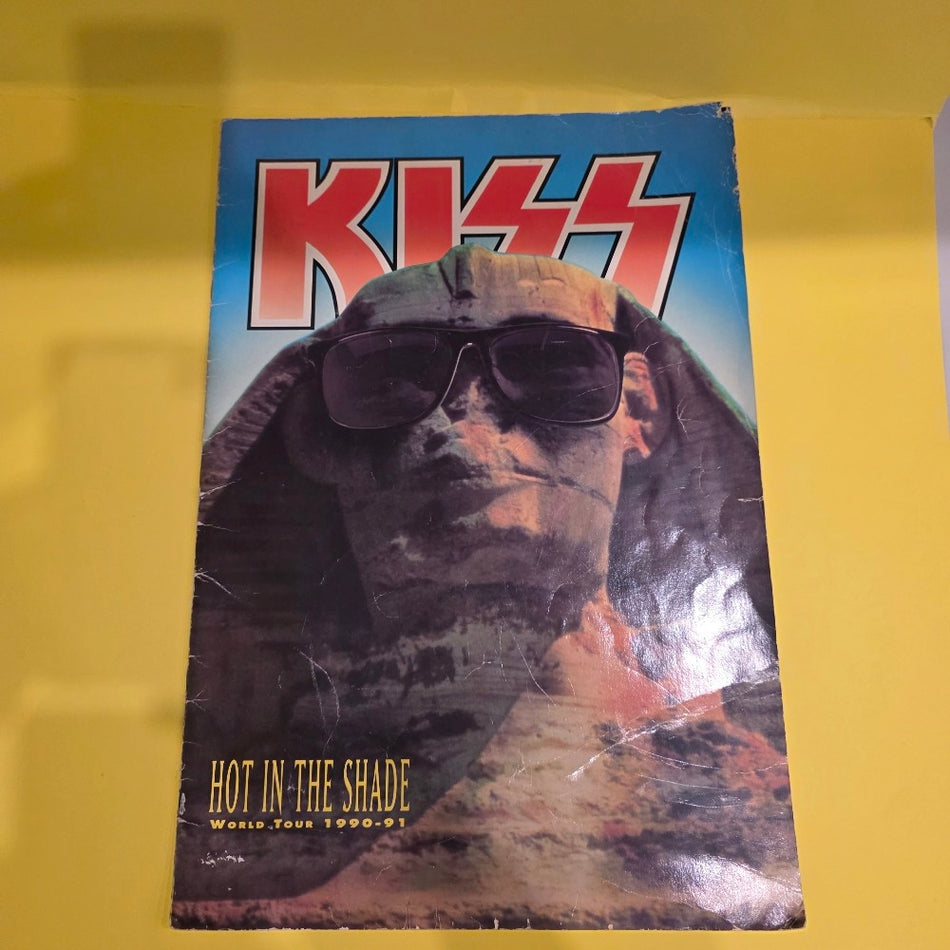 KISS
HOT IN THE SHADE
WORLD TOUR 1990-91